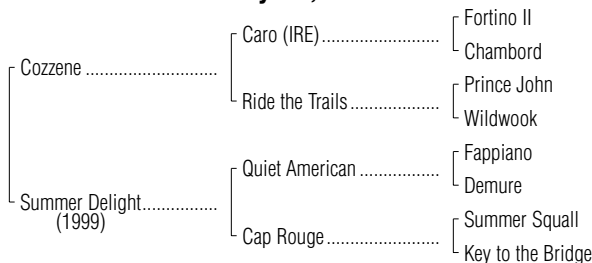 Fortino II
Caro (IRE)........................
Chambord
Cozzene ...........................
Prince John
Ride the Trails..................
Wildwook
Fappiano
Quiet American ................
Demure
Summer Delight...............
(1999)
Summer Squall
Cap Rouge.......................
Key to the Bridge